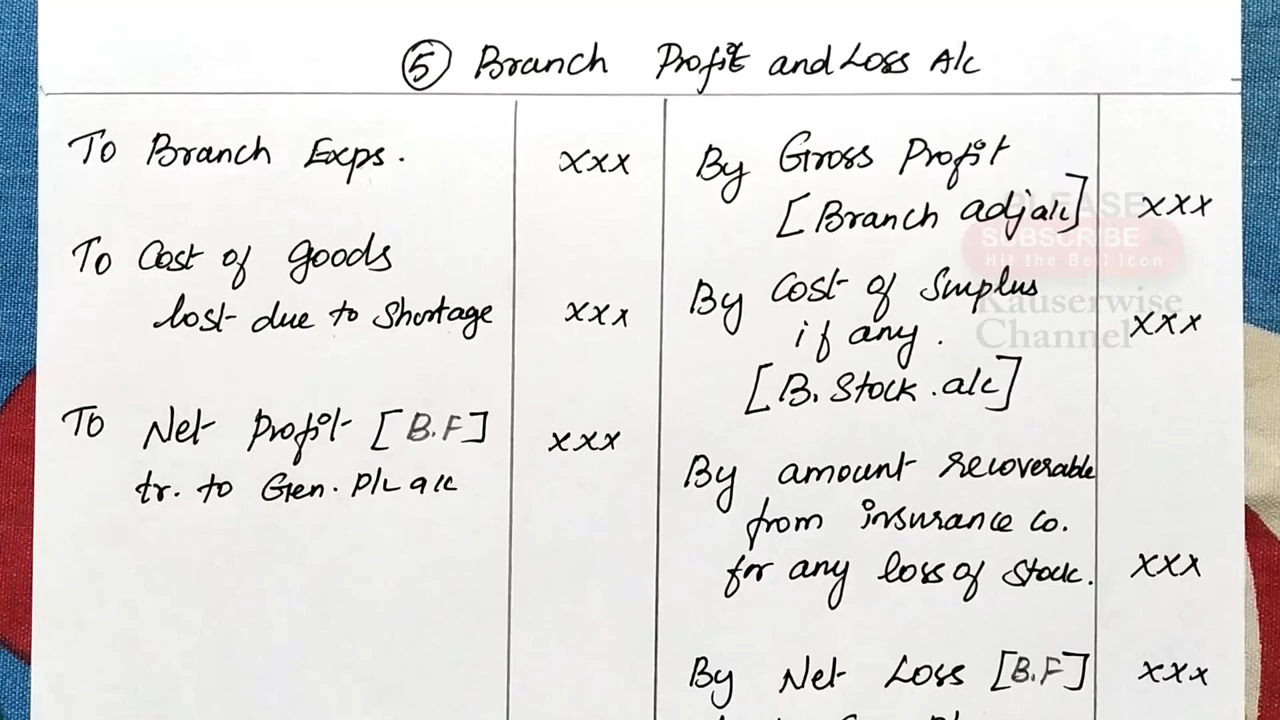 ⑤ Branch Profit and Loss A/c
To Branch Exps. xxx
To Cost of goods
lost due to shortage xxx
To Net Profit [B.F] xxx
tr. to Gen. P/L a/c
By Gross Profit
[Branch adj a/c] xxx
By Cost of Surplus
if any. xxx
[B. Stock. a/c]
By amount recoverable
from insurance co.
for any loss of stock. xxx
By Net Loss [B.F] xxx
PLEASE
SUBSCRIBE
Hit the Bell Icon
Kauserwise
Channel